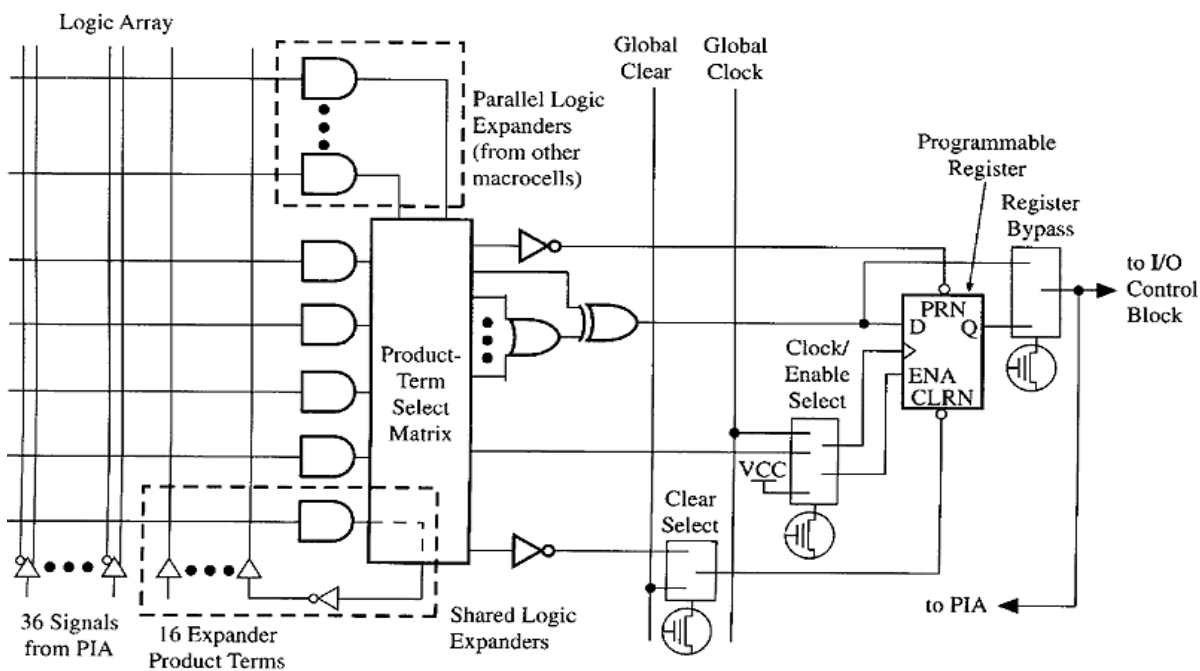 Logic Array
Global
Clear
Global
Clock
Parallel Logic
Expanders
(from other
macrocells)
Programmable
Register
Register
Bypass
to I/O
Control
Block
PRN
D
Q
ENA
CLRN
Clock/
Enable
Select
Product-
Term
Select
Matrix
VCC
Clear
Select
36 Signals
from PIA
16 Expander
Product Terms
Shared Logic
Expanders
to PIA